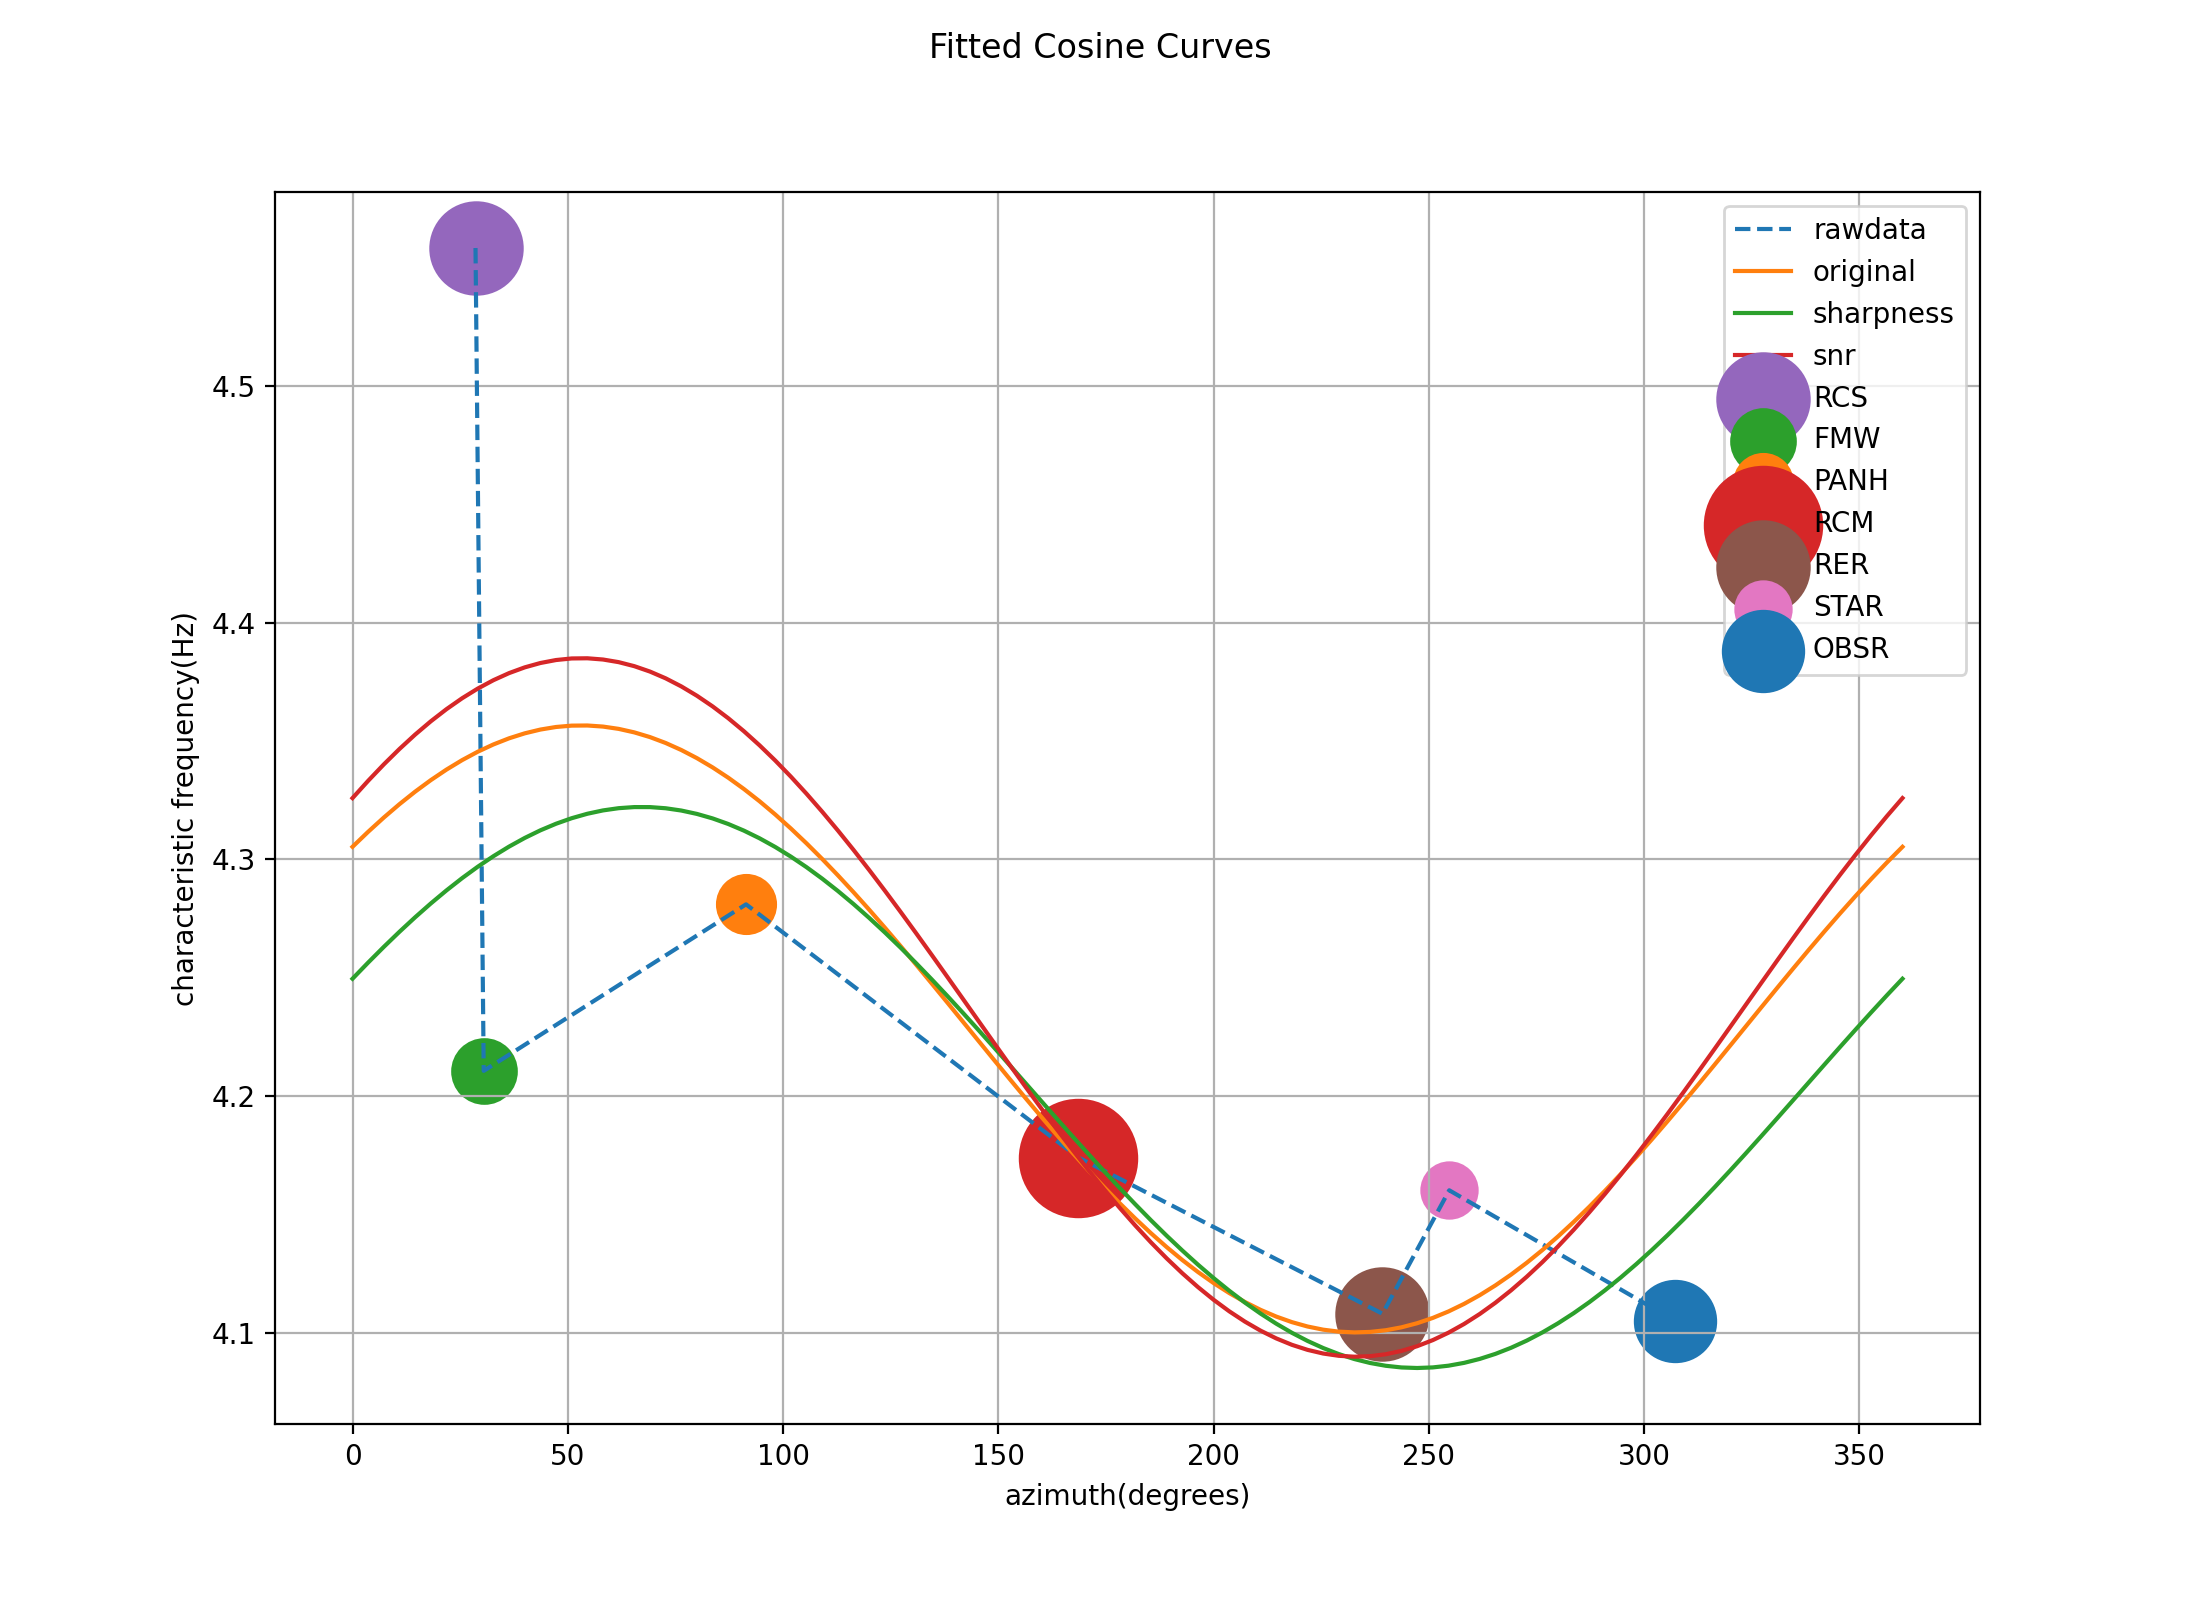 Fitted Cosine Curves
rawdata
original
sharpness
snr
RCS
FMW
PANH
RCM
RER
STAR
OBSR
characteristic frequency(Hz)
4.5
4.4
4.3
4.2
4.1
0 50 100 150 200 250 300 350
azimuth(degrees)